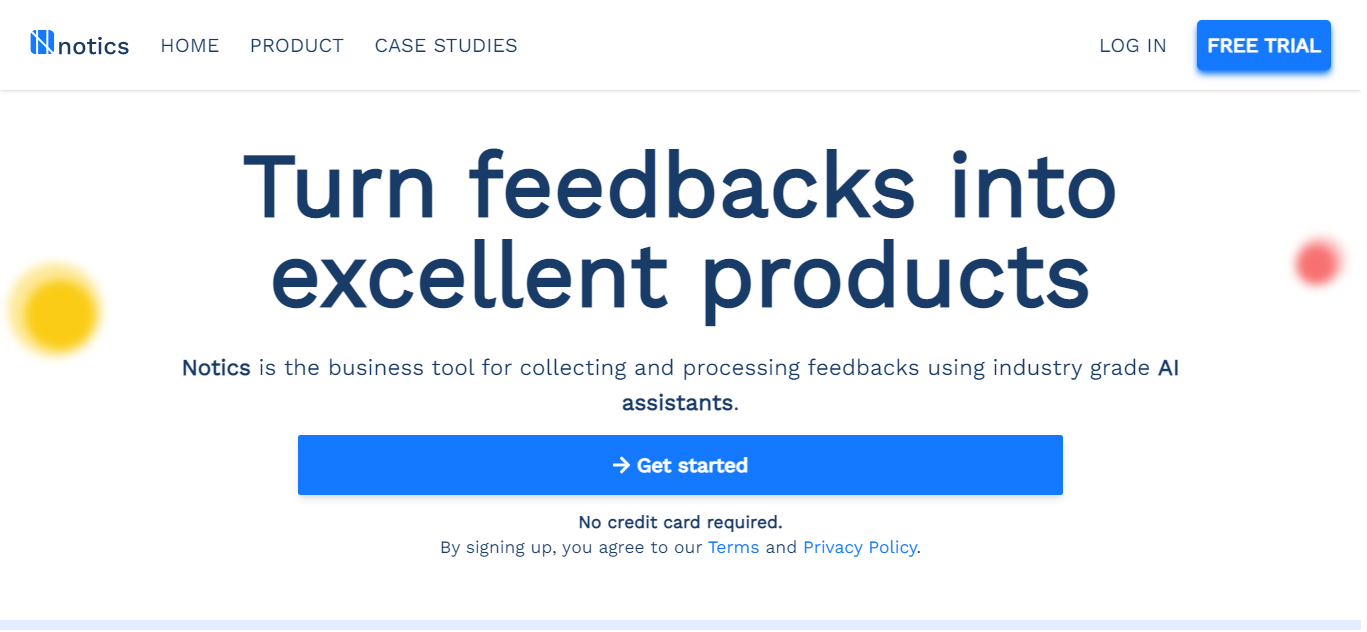 notics HOME PRODUCT CASE STUDIES LOG IN FREE TRIAL
Turn feedbacks into
excellent products
Notics is the business tool for collecting and processing feedbacks using industry grade AI
assistants.
→ Get started
No credit card required.
By signing up, you agree to our Terms and Privacy Policy.